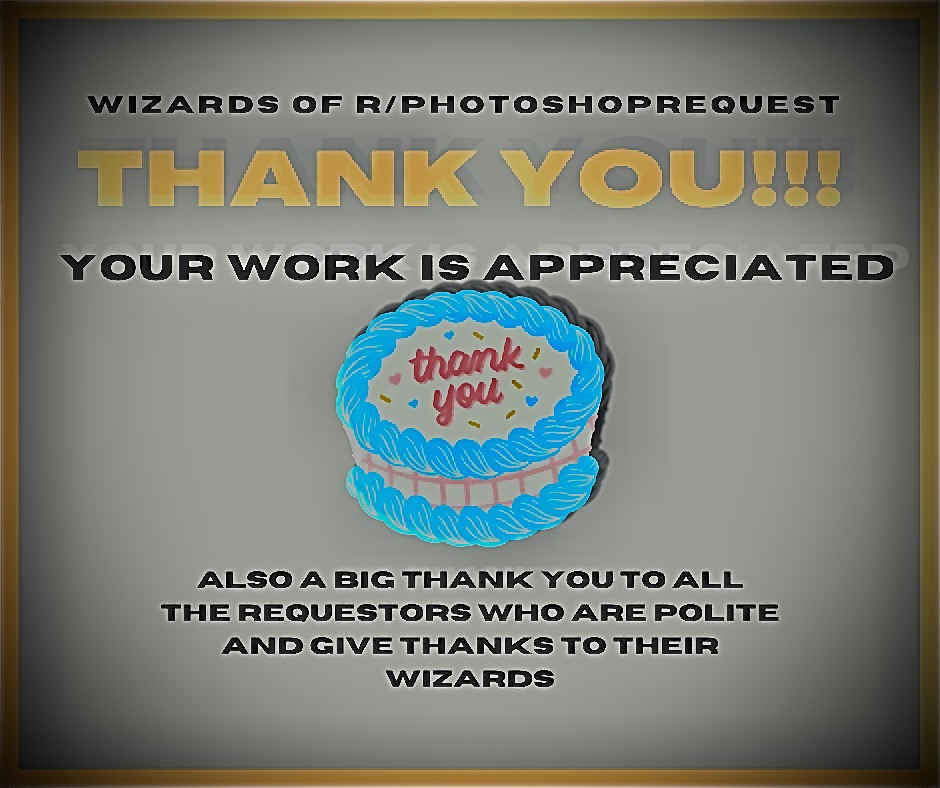 WIZARDS OF R/PHOTOSHOPREQUEST
THANK YOU!!!
YOUR WORK IS APPRECIATED
thank
you
ALSO A BIG THANK YOU TO ALL
THE REQUESTORS WHO ARE POLITE
AND GIVE THANKS TO THEIR
WIZARDS